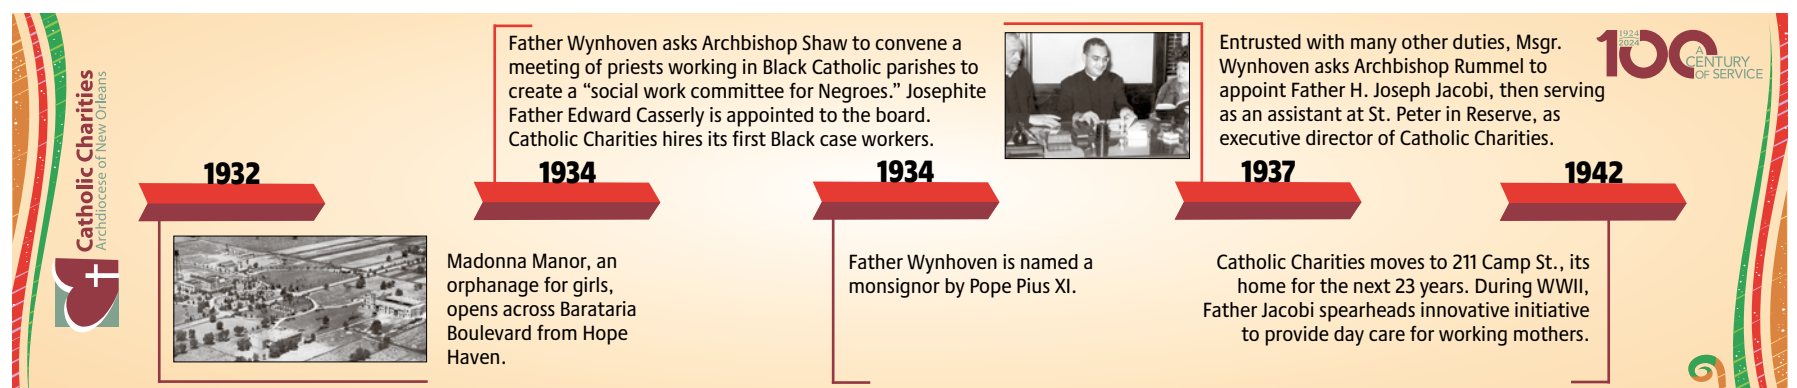 Catholic Charities
Archdiocese of New Orleans
1932
Madonna Manor, an
orphanage for girls,
opens across Barataria
Boulevard from Hope
Haven.
Father Wynhoven asks Archbishop Shaw to convene a
meeting of priests working in Black Catholic parishes to
create a “social work committee for Negroes.” Josephite
Father Edward Casserly is appointed to the board.
Catholic Charities hires its first Black case workers.
1934
1934
Father Wynhoven is named a
monsignor by Pope Pius XI.
Entrusted with many other duties, Msgr.
Wynhoven asks Archbishop Rummel to
appoint Father H. Joseph Jacobi, then serving
as an assistant at St. Peter in Reserve, as
executive director of Catholic Charities.
1937
1942
Catholic Charities moves to 211 Camp St., its
home for the next 23 years. During WWII,
Father Jacobi spearheads innovative initiative
to provide day care for working mothers.
100
1924
2024
A
CENTURY
OF SERVICE